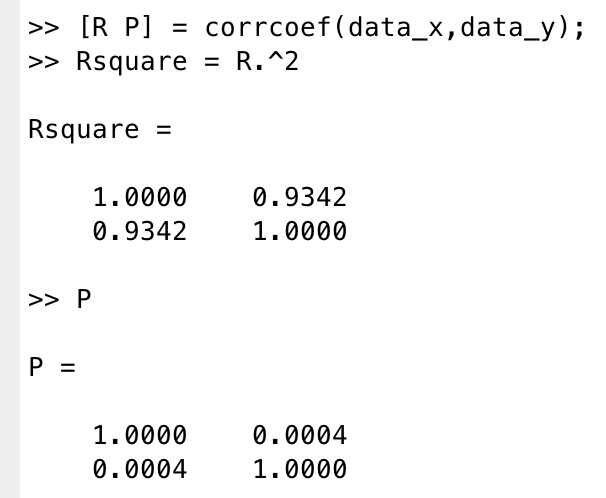 >> [R P] = corrcoef(data_x,data_y);
>> Rsquare = R.^2
Rsquare =
1.0000 0.9342
0.9342 1.0000
>> P
P =
1.0000 0.0004
0.0004 1.0000